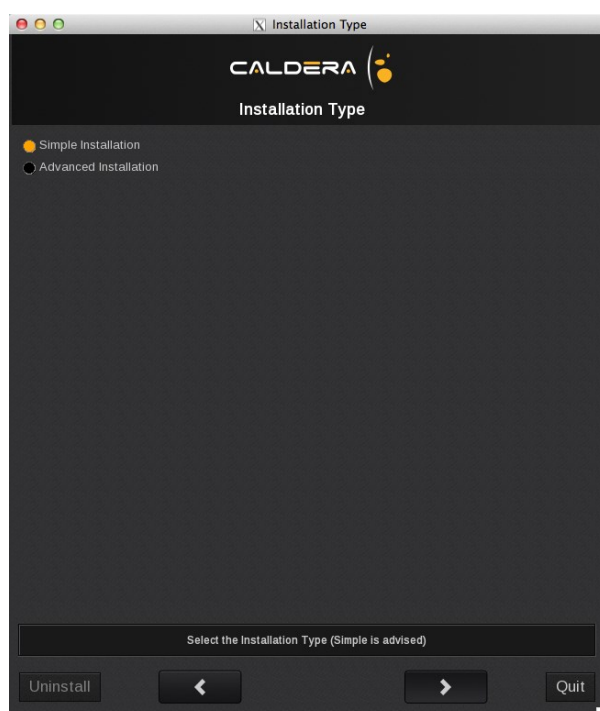 Installation Type
CALDERA
Installation Type
Simple Installation
Advanced Installation
Select the Installation Type (Simple is advised)
Uninstall
Quit